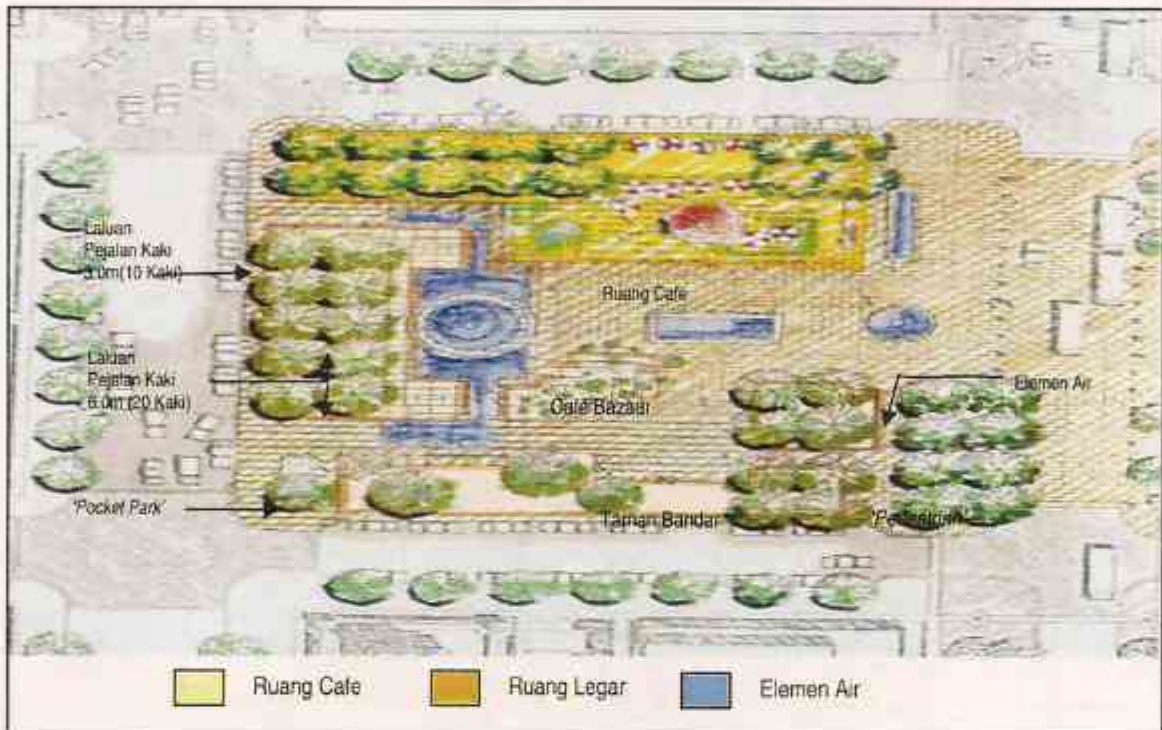 Laluan
Pejalan Kaki
3.0m(10 Kaki)
Ruang Cafe
Laluan
Pejalan Kaki
6.0m (20 Kaki)
Café Bazaar
Elemen Air
'Pocket Park'
Taman Bandar
Ruang Cafe
Ruang Legar
Elemen Air